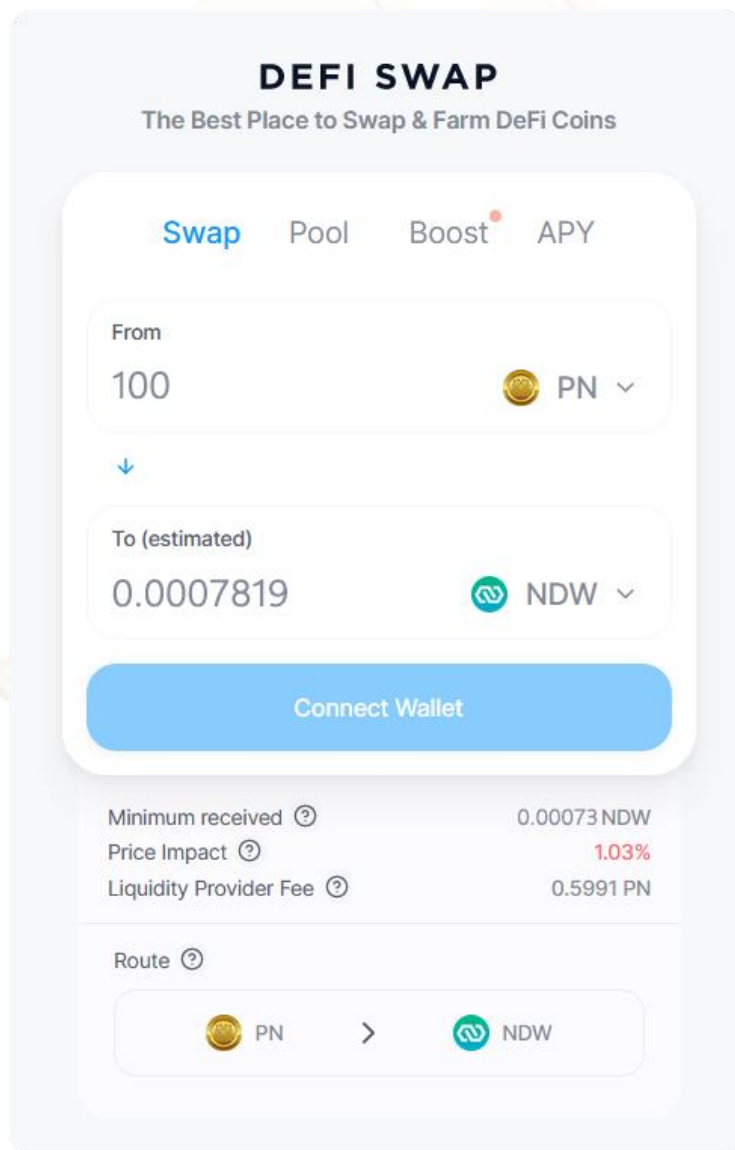 DEFI SWAP
The Best Place to Swap & Farm DeFi Coins
Swap Pool Boost APY
From
100 PN
To (estimated)
0.0007819 NDW
Connect Wallet
Minimum received 0.00073 NDW
Price Impact 1.03%
Liquidity Provider Fee 0.5991 PN
Route
PN > NDW